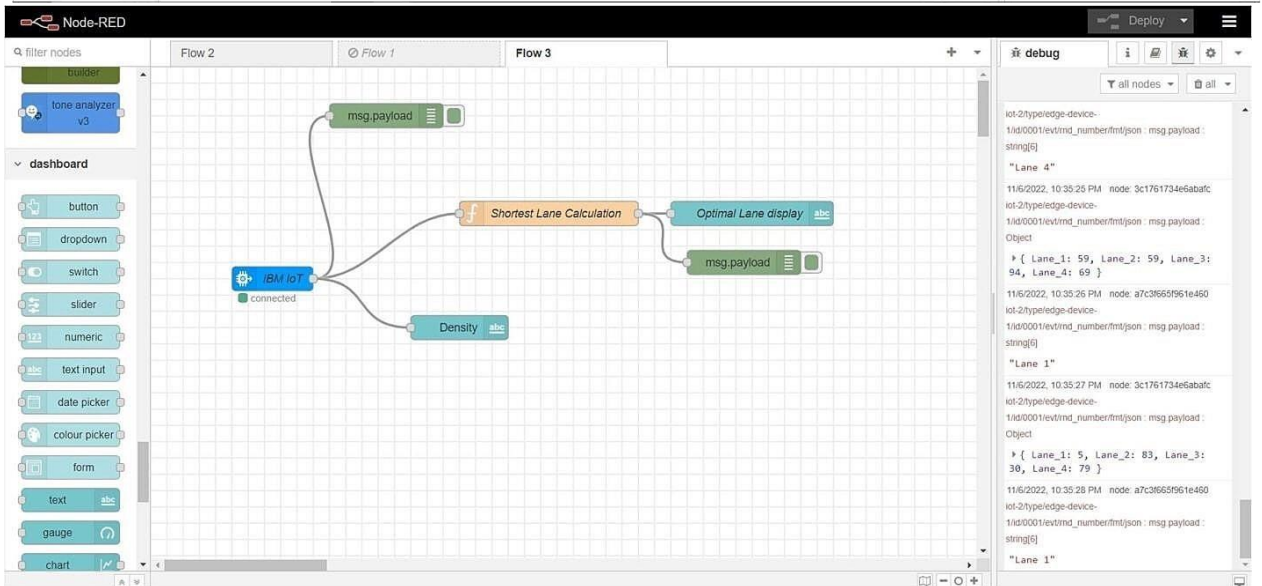 Node-RED
Deploy
filter nodes
Flow 2
Flow 1
Flow 3
debug
i
all nodes
all
builder
tone analyzer
v3
dashboard
button
dropdown
switch
slider
123
numeric
abc
text input
date picker
colour picker
form
text
abc
gauge
chart
msg.payload
f
Shortest Lane Calculation
Optimal Lane display
abc
msg.payload
IBM IoT
connected
Density
abc
iot-2/type/edge-device-
1/id/0001/evt/rnd_number/fmt/json : msg.payload :
string[6]
"Lane 4"
11/6/2022, 10:35:25 PM node: 3c1761734e6abafc
iot-2/type/edge-device-
1/id/0001/evt/rnd_number/fmt/json : msg.payload :
Object
{ Lane_1: 59, Lane_2: 59, Lane_3:
94, Lane_4: 69 }
11/6/2022, 10:35:26 PM node: a7c3f665f961e460
iot-2/type/edge-device-
1/id/0001/evt/rnd_number/fmt/json : msg.payload :
string[6]
"Lane 1"
11/6/2022, 10:35:27 PM node: 3c1761734e6abafc
iot-2/type/edge-device-
1/id/0001/evt/rnd_number/fmt/json : msg.payload :
Object
{ Lane_1: 5, Lane_2: 83, Lane_3:
30, Lane_4: 79 }
11/6/2022, 10:35:28 PM node: a7c3f665f961e460
iot-2/type/edge-device-
1/id/0001/evt/rnd_number/fmt/json : msg.payload :
string[6]
"Lane 1"